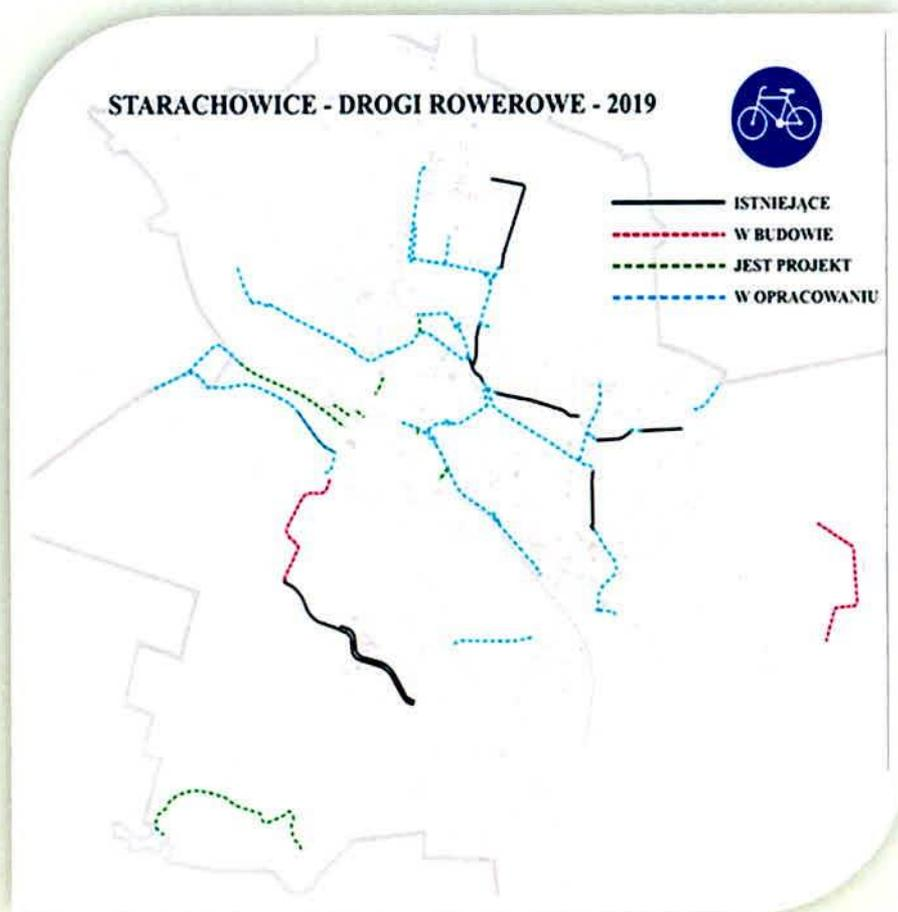 STARACHOWICE - DROGI ROWEROWE - 2019
ISTNIEJĄCE
W BUDOWIE
JEST PROJEKT
W OPRACOWANIU